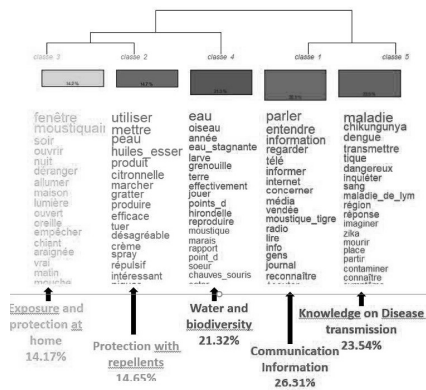 classe 3
classe 2
classe 4
classe 1
classe 5
fenêtre
moustiquair
soir
ouvrir
nuit
déranger
allumer
maison
lumière
ouvert
oreille
empêcher
chiant
araignée
vrai
matin
mouche
utiliser
mettre
peau
huiles_esser
produit
citronnelle
marcher
gratter
produire
efficace
tuer
désagréable
crème
spray
répulsif
intéressant
eau
oiseau
année
eau_stagnante
larve
grenouille
terre
effectivement
jouer
points_d
hirondelle
reproduire
moustique
marais
rapport
point_d
soeur
chauves_souris
parler
entendre
information
regarder
télé
informer
internet
concerner
média
vendée
moustique_tigre
radio
lire
info
gens
journal
reconnaître
maladie
chikungunya
dengue
transmettre
tique
dangereux
inquiéter
sang
maladie_de_lym
région
réponse
imaginer
zika
mourir
place
partir
contaminer
connaître
Exposure and
protection at
home
14.17%
Protection with
repellents
14.65%
Water and
biodiversity
21.32%
Communication
Information
26.31%
Knowledge on Disease
transmission
23.54%